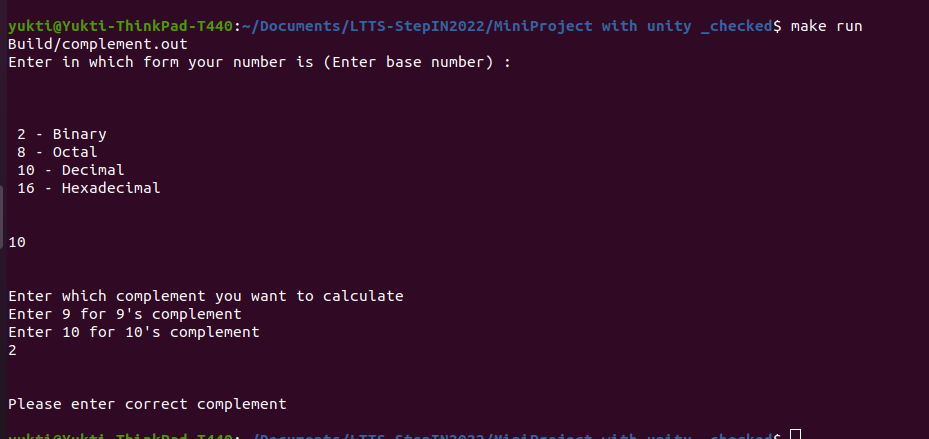 yukti@Yukti-ThinkPad-T440:~/Documents/LTTS-StepIN2022/MiniProject with unity _checked$ make run
Build/complement.out
Enter in which form your number is (Enter base number) :
2 - Binary
8 - Octal
10 - Decimal
16 - Hexadecimal
10
Enter which complement you want to calculate
Enter 9 for 9's complement
Enter 10 for 10's complement
2
Please enter correct complement
yukti@Yukti-ThinkPad-T440:~/Documents/LTTS-StepIN2022/MiniProject with unity _checked$